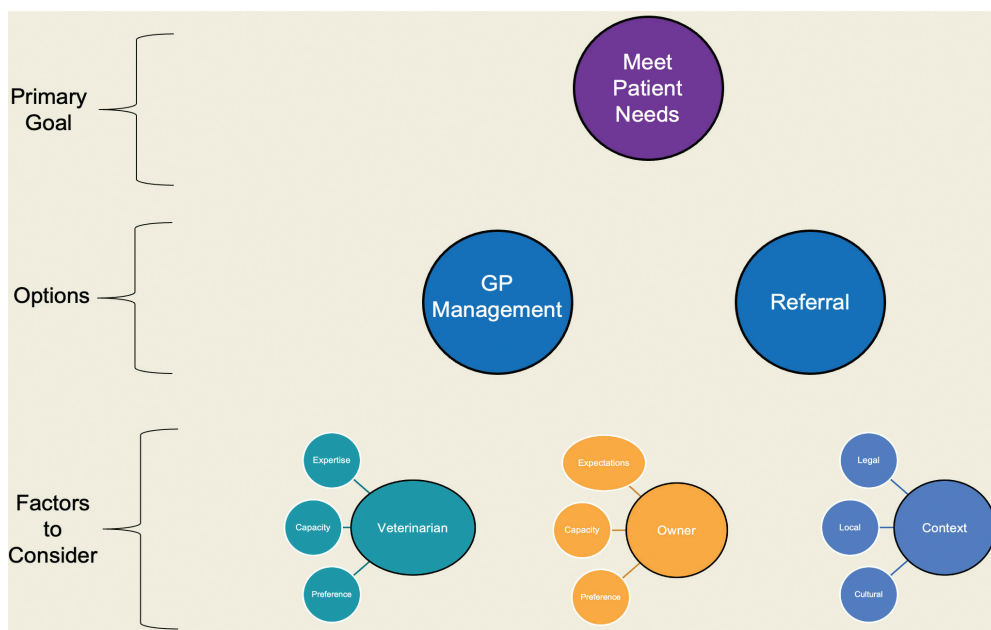 Primary
Goal
Meet
Patient
Needs
Options
GP
Management
Referral
Factors
to
Consider
Expertise
Capacity
Preference
Veterinarian
Expectations
Capacity
Preference
Owner
Legal
Local
Cultural
Context